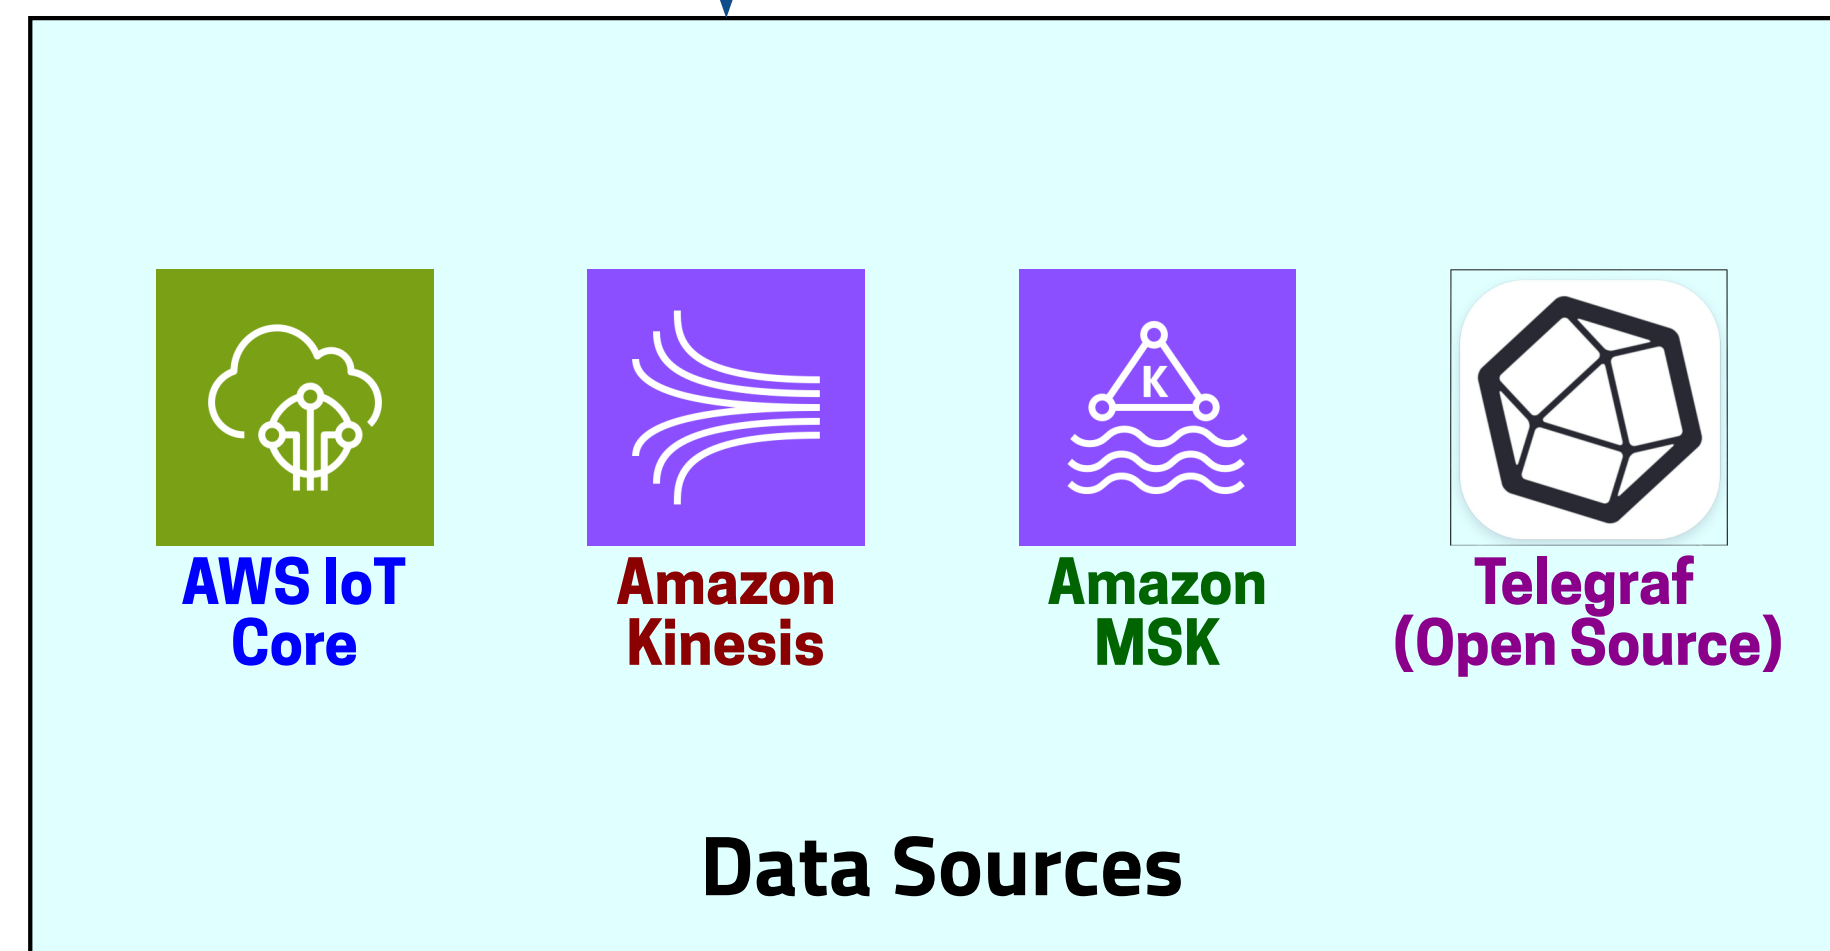 K
AWS IoT
Core
Amazon
Kinesis
Amazon
MSK
Telegraf
(Open Source)
Data Sources